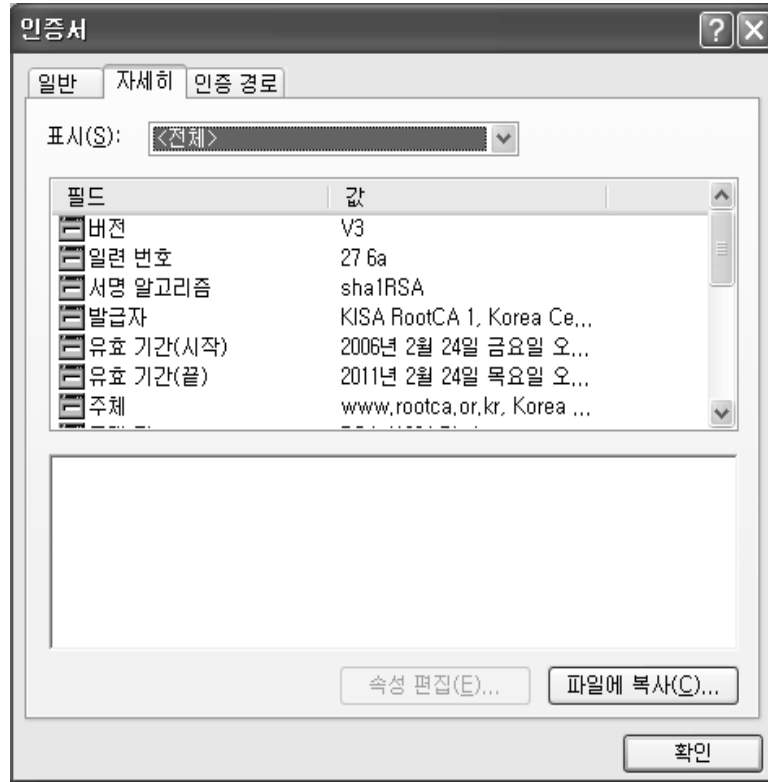 인증서
일반 자세히 인증 경로
표시(S): <전체>
필드 값
버전 V3
일련 번호 27 6a
서명 알고리즘 sha1RSA
발급자 KISA RootCA 1, Korea Ce...
유효 기간(시작) 2006년 2월 24일 금요일 오...
유효 기간(끝) 2011년 2월 24일 목요일 오...
주체 www.rootca.or.kr, Korea ...
속성 편집(E)...
파일에 복사(C)...
확인